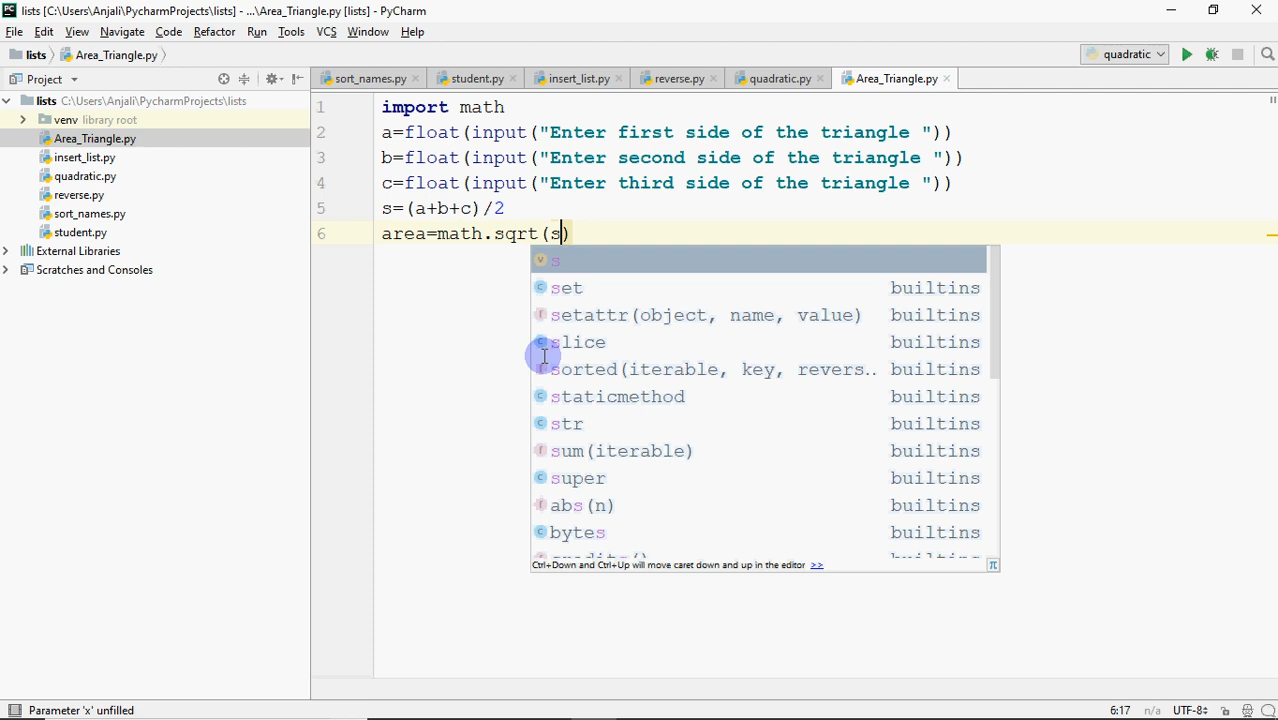 PC lists [C:\Users\Anjali\PycharmProjects\lists] - ...\Area_Triangle.py [lists] - PyCharm
File Edit View Navigate Code Refactor Run Tools VCS Window Help
lists Area_Triangle.py quadratic
Project sort_names.py student.py insert_list.py reverse.py quadratic.py Area_Triangle.py
lists C:\Users\Anjali\PycharmProjects\lists
venv library root
Area_Triangle.py
insert_list.py
quadratic.py
reverse.py
sort_names.py
student.py
External Libraries
Scratches and Consoles
1 import math
2 a=float(input("Enter first side of the triangle "))
3 b=float(input("Enter second side of the triangle "))
4 c=float(input("Enter third side of the triangle "))
5 s=(a+b+c)/2
6 area=math.sqrt(s)
v s
c set builtins
f setattr(object, name, value) builtins
c slice builtins
f sorted(iterable, key, revers.. builtins
c staticmethod builtins
c str builtins
f sum(iterable) builtins
c super builtins
f abs(n) builtins
c bytes builtins
Ctrl+Down and Ctrl+Up will move caret down and up in the editor >> π
Parameter 'x' unfilled 6:17 n/a UTF-8